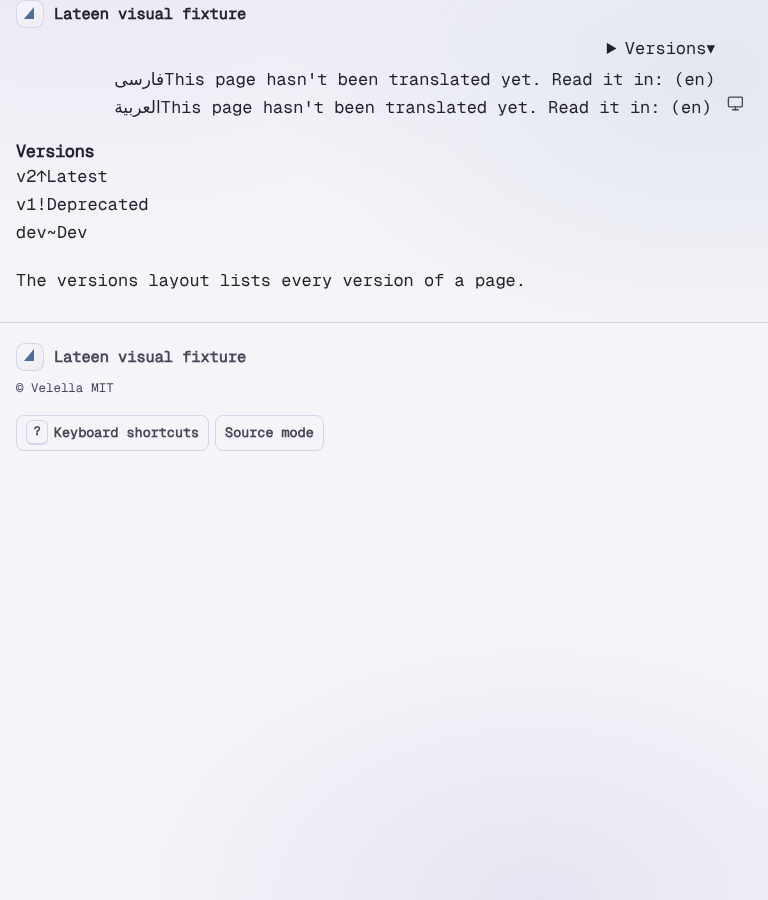 Lateen visual fixture
▶ Versions▾
فارسیThis page hasn't been translated yet. Read it in: (en)
العربيةThis page hasn't been translated yet. Read it in: (en)
Versions
v2↑Latest
v1!Deprecated
dev~Dev
The versions layout lists every version of a page.
Lateen visual fixture
© Velella MIT
? Keyboard shortcuts Source mode